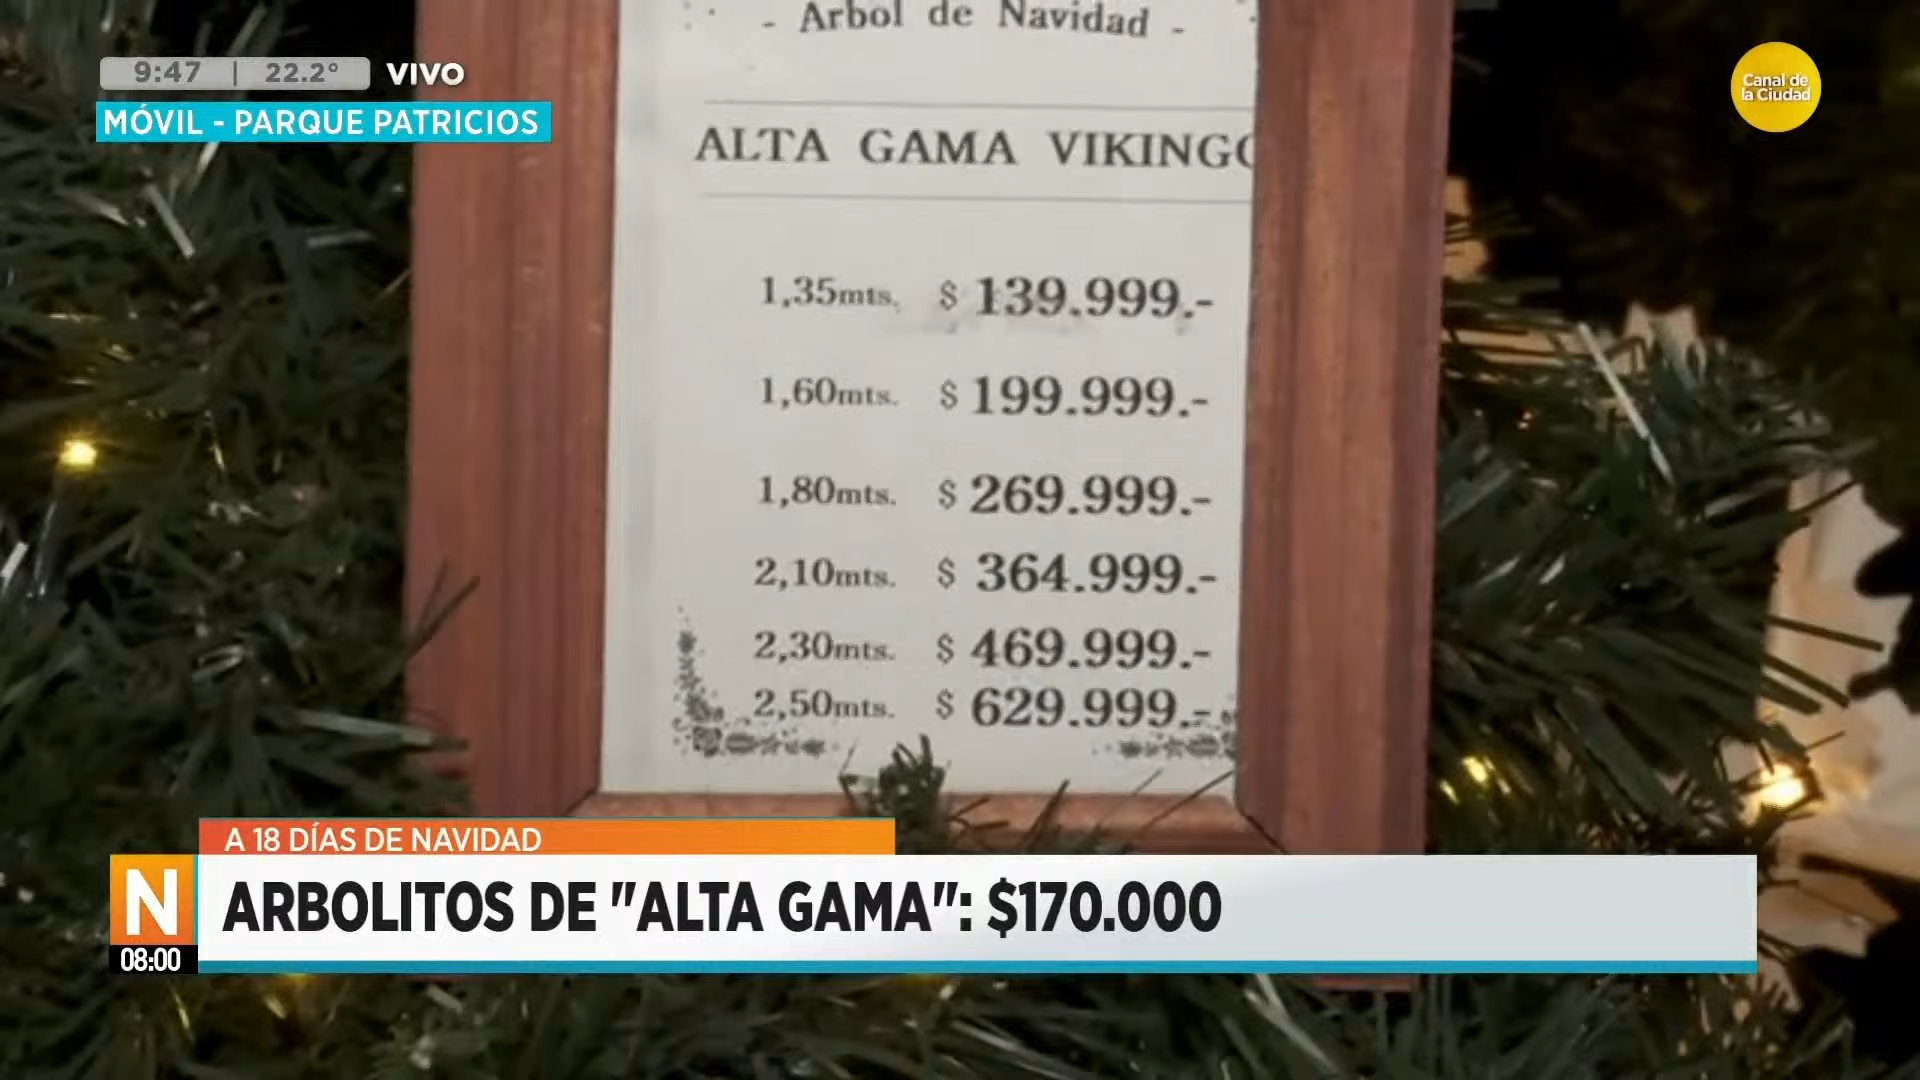 - Arbol de Navidad -
9:47 | 22.2° VIVO
MÓVIL - PARQUE PATRICIOS
Canal de
la Ciudad
ALTA GAMA VIKINGO
1,35mts. $ 139.999.-
1,60mts. $ 199.999.-
1,80mts. $ 269.999.-
2,10mts. $ 364.999.-
2,30mts. $ 469.999.-
2,50mts. $ 629.999.-
A 18 DÍAS DE NAVIDAD
N
ARBOLITOS DE "ALTA GAMA": $170.000
08:00